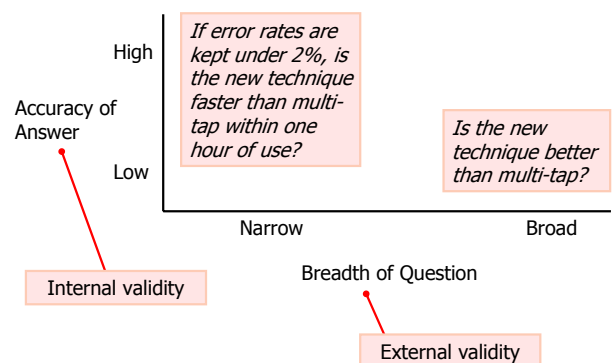 High
If error rates are
kept under 2%, is
the new technique
faster than multi-
tap within one
hour of use?
Accuracy of
Answer
Is the new
technique better
than multi-tap?
Low
Narrow
Broad
Internal validity
Breadth of Question
External validity